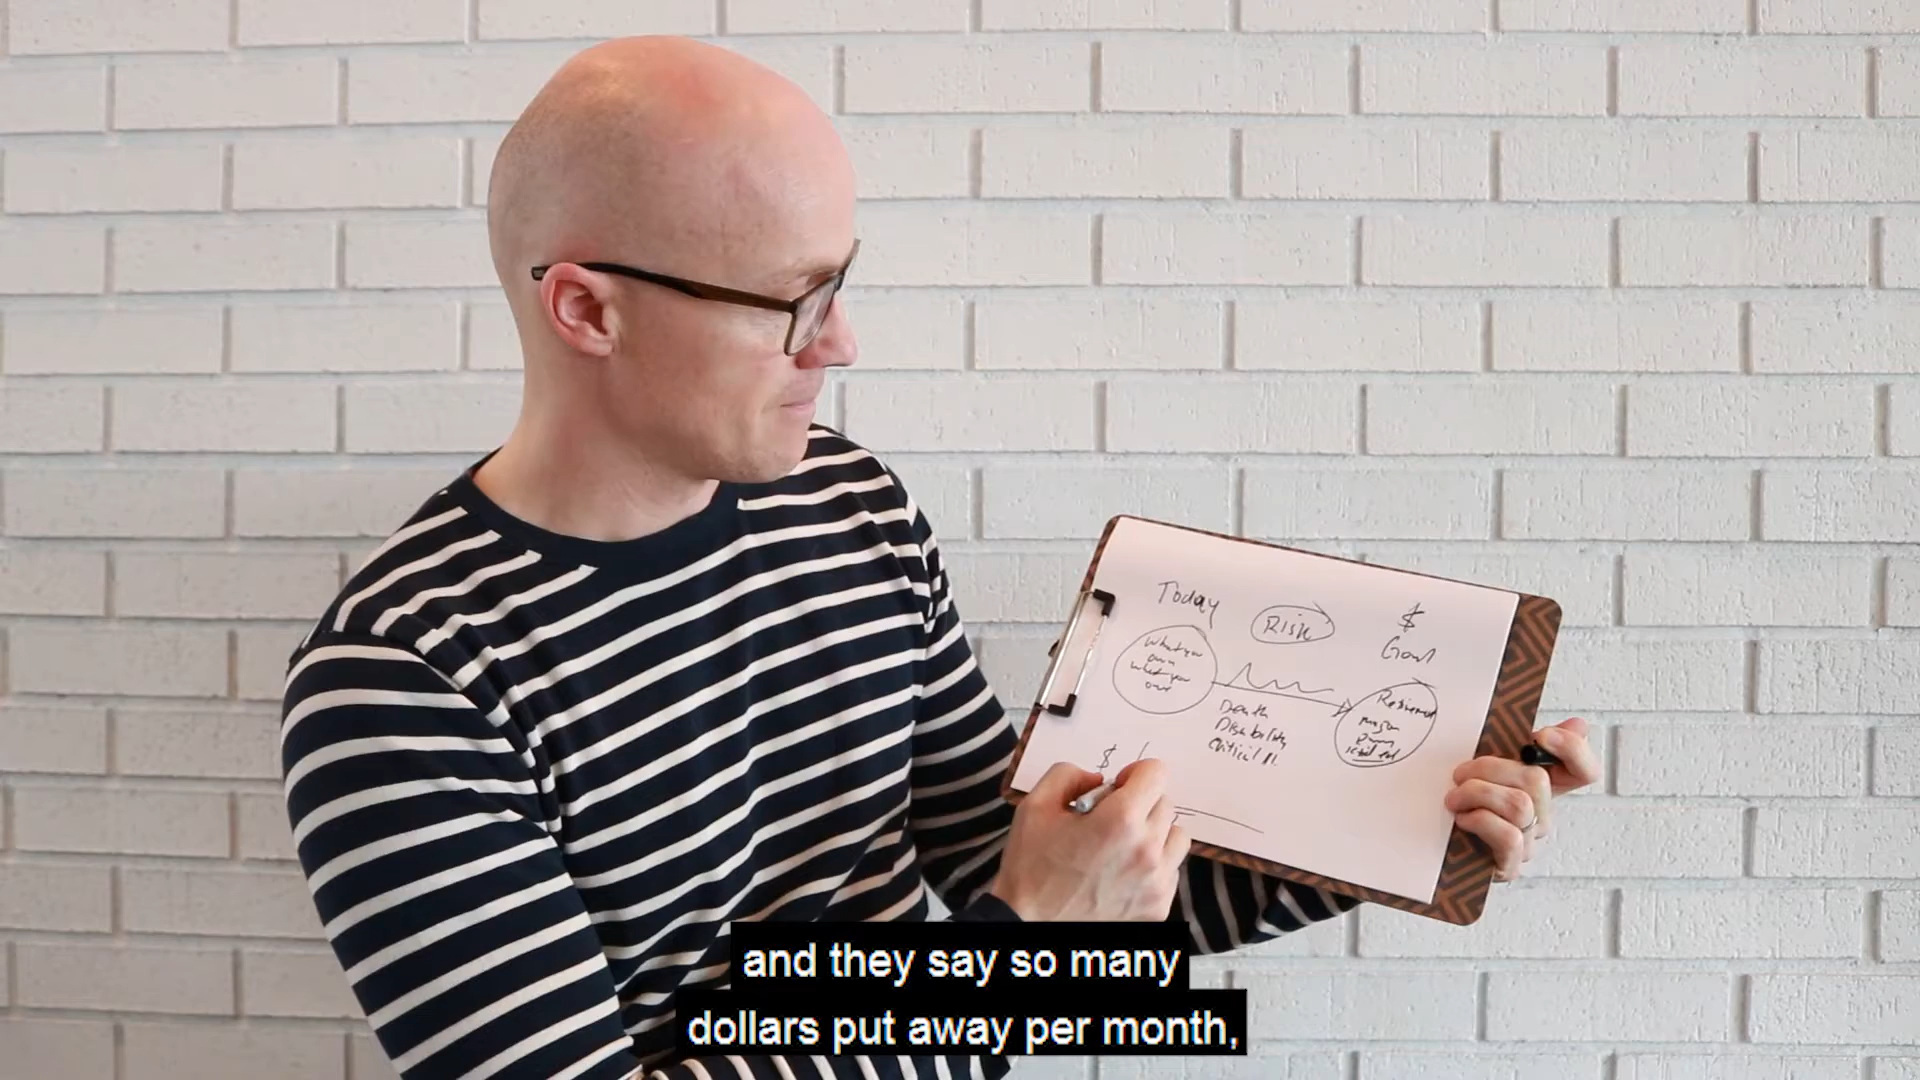 Today
Risk
$
Goal
what you
own
what you
owe
Death
Disability
Critical Il.
Retirement
$
and they say so many
dollars put away per month,